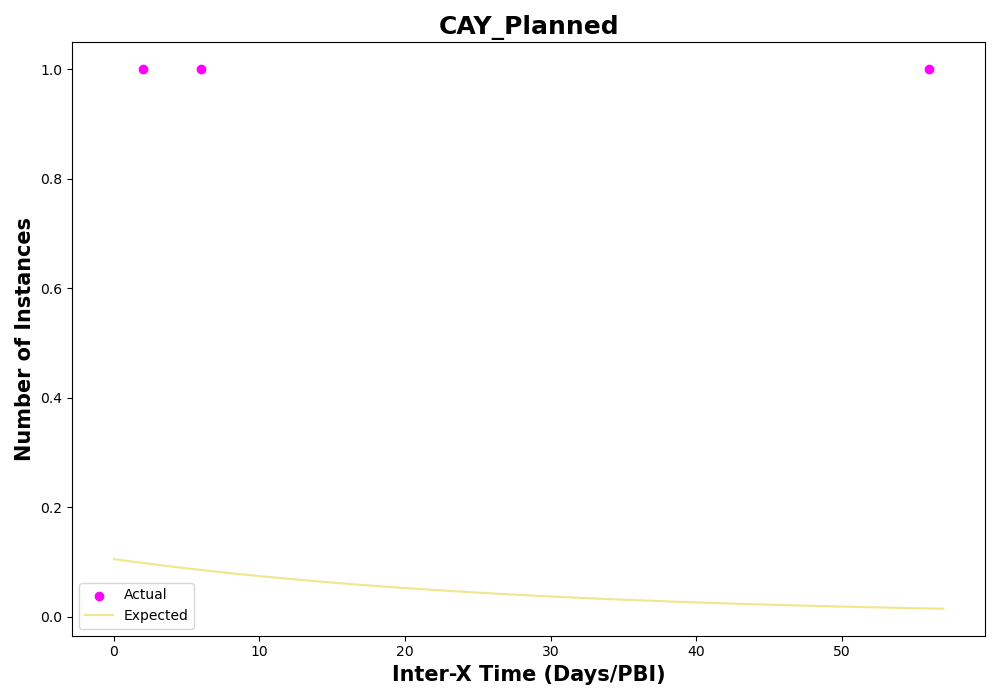 CAY_Planned
Number of Instances
1.0
0.8
0.6
0.4
0.2
0.0
Actual
Expected
0
10
20
30
40
50
Inter-X Time (Days/PBI)